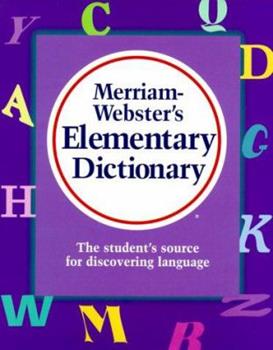 Y C Q
A D
Merriam-
Webster's
Elementary
Dictionary
G
H K
®
The student's source
for discovering language
N
W M R Z